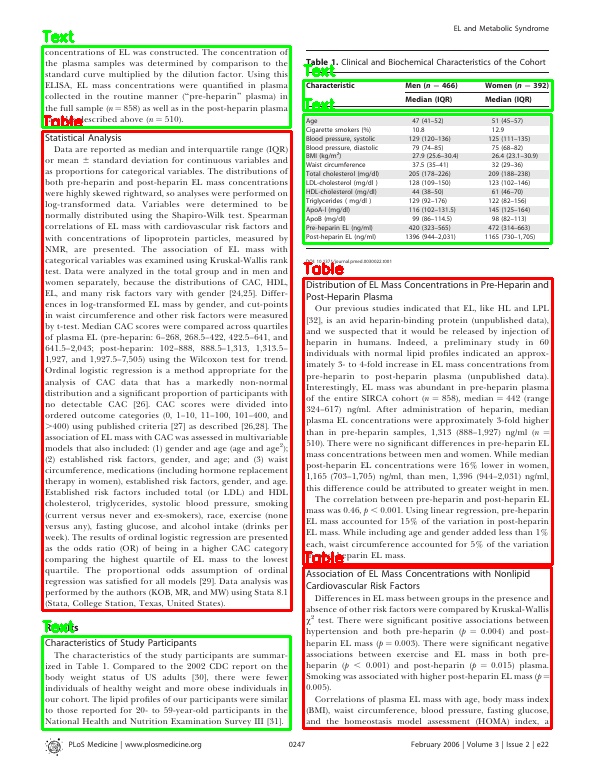 EL and Metabolic Syndrome
Text
concentrations of EL was constructed. The concentration of
the plasma samples was determined by comparison to the
standard curve multiplied by the dilution factor. Using this
ELISA, EL mass concentrations were quantified in plasma
collected in the routine manner (“pre-heparin” plasma) in
the full sample (n = 858) as well as in the post-heparin plasma
described above (n = 510).
Table
Statistical Analysis
Data are reported as median and interquartile range (IQR)
or mean ± standard deviation for continuous variables and
as proportions for categorical variables. The distributions of
both pre-heparin and post-heparin EL mass concentrations
were highly skewed rightward, so analyses were performed on
log-transformed data. Variables were determined to be
normally distributed using the Shapiro-Wilk test. Spearman
correlations of EL mass with cardiovascular risk factors and
with concentrations of lipoprotein particles, measured by
NMR, are presented. The association of EL mass with
categorical variables was examined using Kruskal-Wallis rank
test. Data were analyzed in the total group and in men and
women separately, because the distributions of CAC, HDL,
EL, and many risk factors vary with gender [24,25]. Differ-
ences in log-transformed EL mass by gender, and cut-points
in waist circumference and other risk factors were measured
by t-test. Median CAC scores were compared across quartiles
of plasma EL (pre-heparin: 6–268, 268.5–422, 422.5–641, and
641.5–2,043; post-heparin: 102–888, 888.5–1,313, 1,313.5–
1,927, and 1,927.5–7,505) using the Wilcoxon test for trend.
Ordinal logistic regression is a method appropriate for the
analysis of CAC data that has a markedly non-normal
distribution and a significant proportion of participants with
no detectable CAC [26]. CAC scores were divided into
ordered outcome categories (0, 1–10, 11–100, 101–400, and
>400) using published criteria [27] as described [26,28]. The
association of EL mass with CAC was assessed in multivariable
models that also included: (1) gender and age (age and age²);
(2) established risk factors, gender, and age; and (3) waist
circumference, medications (including hormone replacement
therapy in women), established risk factors, gender, and age.
Established risk factors included total (or LDL) and HDL
cholesterol, triglycerides, systolic blood pressure, smoking
(current versus never and ex-smokers), race, exercise (none
versus any), fasting glucose, and alcohol intake (drinks per
week). The results of ordinal logistic regression are presented
as the odds ratio (OR) of being in a higher CAC category
comparing the highest quartile of EL mass to the lowest
quartile. The proportional odds assumption of ordinal
regression was satisfied for all models [29]. Data analysis was
performed by the authors (KOB, MR, and MW) using Stata 8.1
(Stata, College Station, Texas, United States).
Text
Characteristics of Study Participants
The characteristics of the study participants are summar-
ized in Table 1. Compared to the 2002 CDC report on the
body weight status of US adults [30], there were fewer
individuals of healthy weight and more obese individuals in
our cohort. The lipid profiles of our participants were similar
to those reported for 20- to 59-year-old participants in the
National Health and Nutrition Examination Survey III [31].
Table 1. Clinical and Biochemical Characteristics of the Cohort
Text
Characteristic Men (n = 466) Women (n = 392)
Text
Median (IQR) Median (IQR)
Age 47 (41–52) 51 (45–57)
Cigarette smokers (%) 10.8 12.9
Blood pressure, systolic 129 (120–136) 125 (111–135)
Blood pressure, diastolic 79 (74–85) 75 (68–82)
BMI (kg/m²) 27.9 (25.6–30.4) 26.4 (23.1–30.9)
Waist circumference 37.5 (35–41) 32 (29–36)
Total cholesterol (mg/dl) 205 (178–226) 209 (188–238)
LDL-cholesterol (mg/dl ) 128 (109–150) 123 (102–146)
HDL-cholesterol (mg/dl) 44 (38–50) 61 (46–70)
Triglycerides ( mg/dl) 129 (92–176) 122 (82–156)
ApoA-I (mg/dl) 116 (102–131.5) 145 (125–164)
ApoB (mg/dl) 99 (86–114.5) 98 (82–113)
Pre-heparin EL (ng/ml) 420 (323–565) 472 (314–663)
Post-heparin EL (ng/ml) 1396 (944–2,031) 1165 (730–1,705)
Table
Distribution of EL Mass Concentrations in Pre-Heparin and
Post-Heparin Plasma
Our previous studies indicated that EL, like HL and LPL
[32], is an avid heparin-binding protein (unpublished data),
and we suspected that it would be released by injection of
heparin in humans. Indeed, a preliminary study in 60
individuals with normal lipid profiles indicated an approx-
imately 3- to 4-fold increase in EL mass concentrations from
pre-heparin to post-heparin plasma (unpublished data).
Interestingly, EL mass was abundant in pre-heparin plasma
of the entire SIRCA cohort (n = 858), median = 442 (range
324–617) ng/ml. After administration of heparin, median
plasma EL concentrations were approximately 3-fold higher
than in pre-heparin samples, 1,313 (888–1,927) ng/ml (n =
510). There were no significant differences in pre-heparin EL
mass concentrations between men and women. While median
post-heparin EL concentrations were 16% lower in women,
1,165 (703–1,705) ng/ml, than men, 1,396 (944–2,031) ng/ml,
this difference could be attributed to greater weight in men.
The correlation between pre-heparin and post-heparin EL
mass was 0.46, p < 0.001. Using linear regression, pre-heparin
EL mass accounted for 15% of the variation in post-heparin
EL mass. While including age and gender added less than 1%
each, waist circumference accounted for 5% of the variation
heparin EL mass.
Table
Association of EL Mass Concentrations with Nonlipid
Cardiovascular Risk Factors
Differences in EL mass between groups in the presence and
absence of other risk factors were compared by Kruskal-Wallis
χ² test. There were significant positive associations between
hypertension and both pre-heparin (p = 0.004) and post-
heparin EL mass (p = 0.003). There were significant negative
associations between exercise and EL mass in both pre-
heparin (p < 0.001) and post-heparin (p = 0.015) plasma.
Smoking was associated with higher post-heparin EL mass (p =
0.005).
Correlations of plasma EL with age, body mass index
(BMI), waist circumference, blood pressure, fasting glucose,
and the homeostasis model assessment (HOMA) index, a
PLoS Medicine | www.plosmedicine.org 0247 February 2006 | Volume 3 | Issue 2 | e22